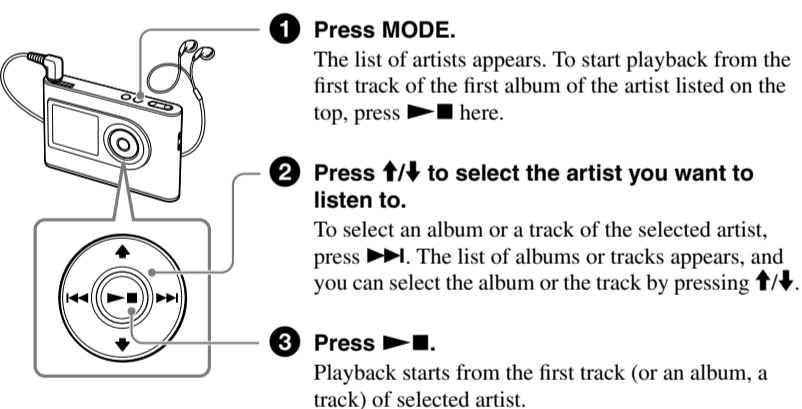 ❶ Press MODE.
The list of artists appears. To start playback from the
first track of the first album of the artist listed on the
top, press ►■ here.
❷ Press ↑/↓ to select the artist you want to
listen to.
To select an album or a track of the selected artist,
press ►►I. The list of albums or tracks appears, and
you can select the album or the track by pressing ↑/↓.
❸ Press ►■.
Playback starts from the first track (or an album, a
track) of selected artist.